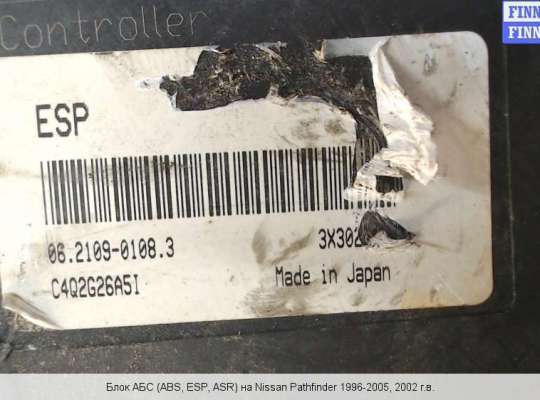 Controller
FINN
FINN
ESP
06.2109-0108.3
3X302
C4Q2G26A5I
Made in Japan
Блок АБС (ABS, ESP, ASR) на Nissan Pathfinder 1996-2005, 2002 г.в.